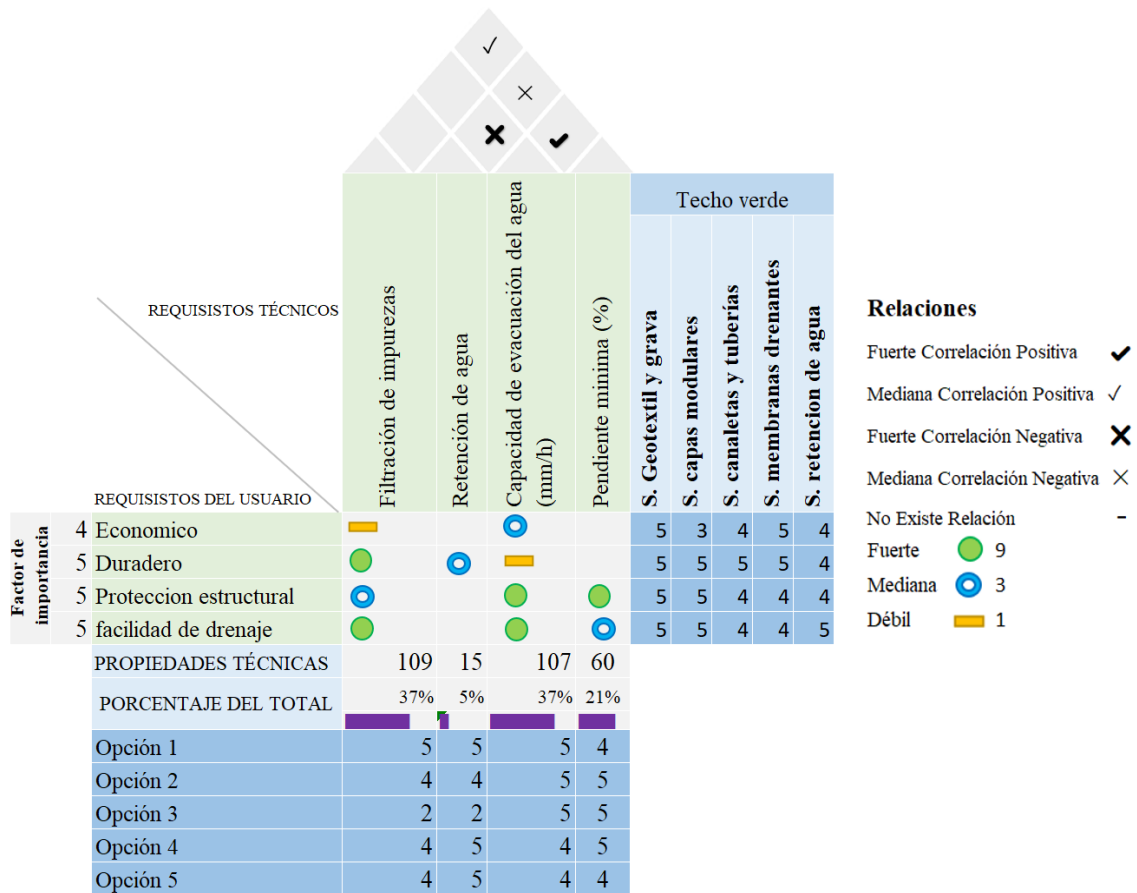 REQUISISTOS TÉCNICOS
REQUISISTOS DEL USUARIO
Filtración de impurezas
Retención de agua
Capacidad de evacuación del agua
(mm/h)
Pendiente minima (%)
Techo verde
S. Geotextil y grava
S. capas modulares
S. canaletas y tuberías
S. membranas drenantes
S. retencion de agua
Factor de
importancia
4 Economico 5 3 4 5 4
5 Duradero 5 5 5 5 4
5 Proteccion estructural 5 5 4 4 4
5 facilidad de drenaje 5 5 4 4 5
PROPIEDADES TÉCNICAS 109 15 107 60
PORCENTAJE DEL TOTAL 37% 5% 37% 21%
Opción 1 5 5 5 4
Opción 2 4 4 5 5
Opción 3 2 2 5 5
Opción 4 4 5 4 5
Opción 5 4 5 4 4
Relaciones
Fuerte Correlación Positiva
Mediana Correlación Positiva
Fuerte Correlación Negativa
Mediana Correlación Negativa
No Existe Relación -
Fuerte 9
Mediana 3
Débil 1